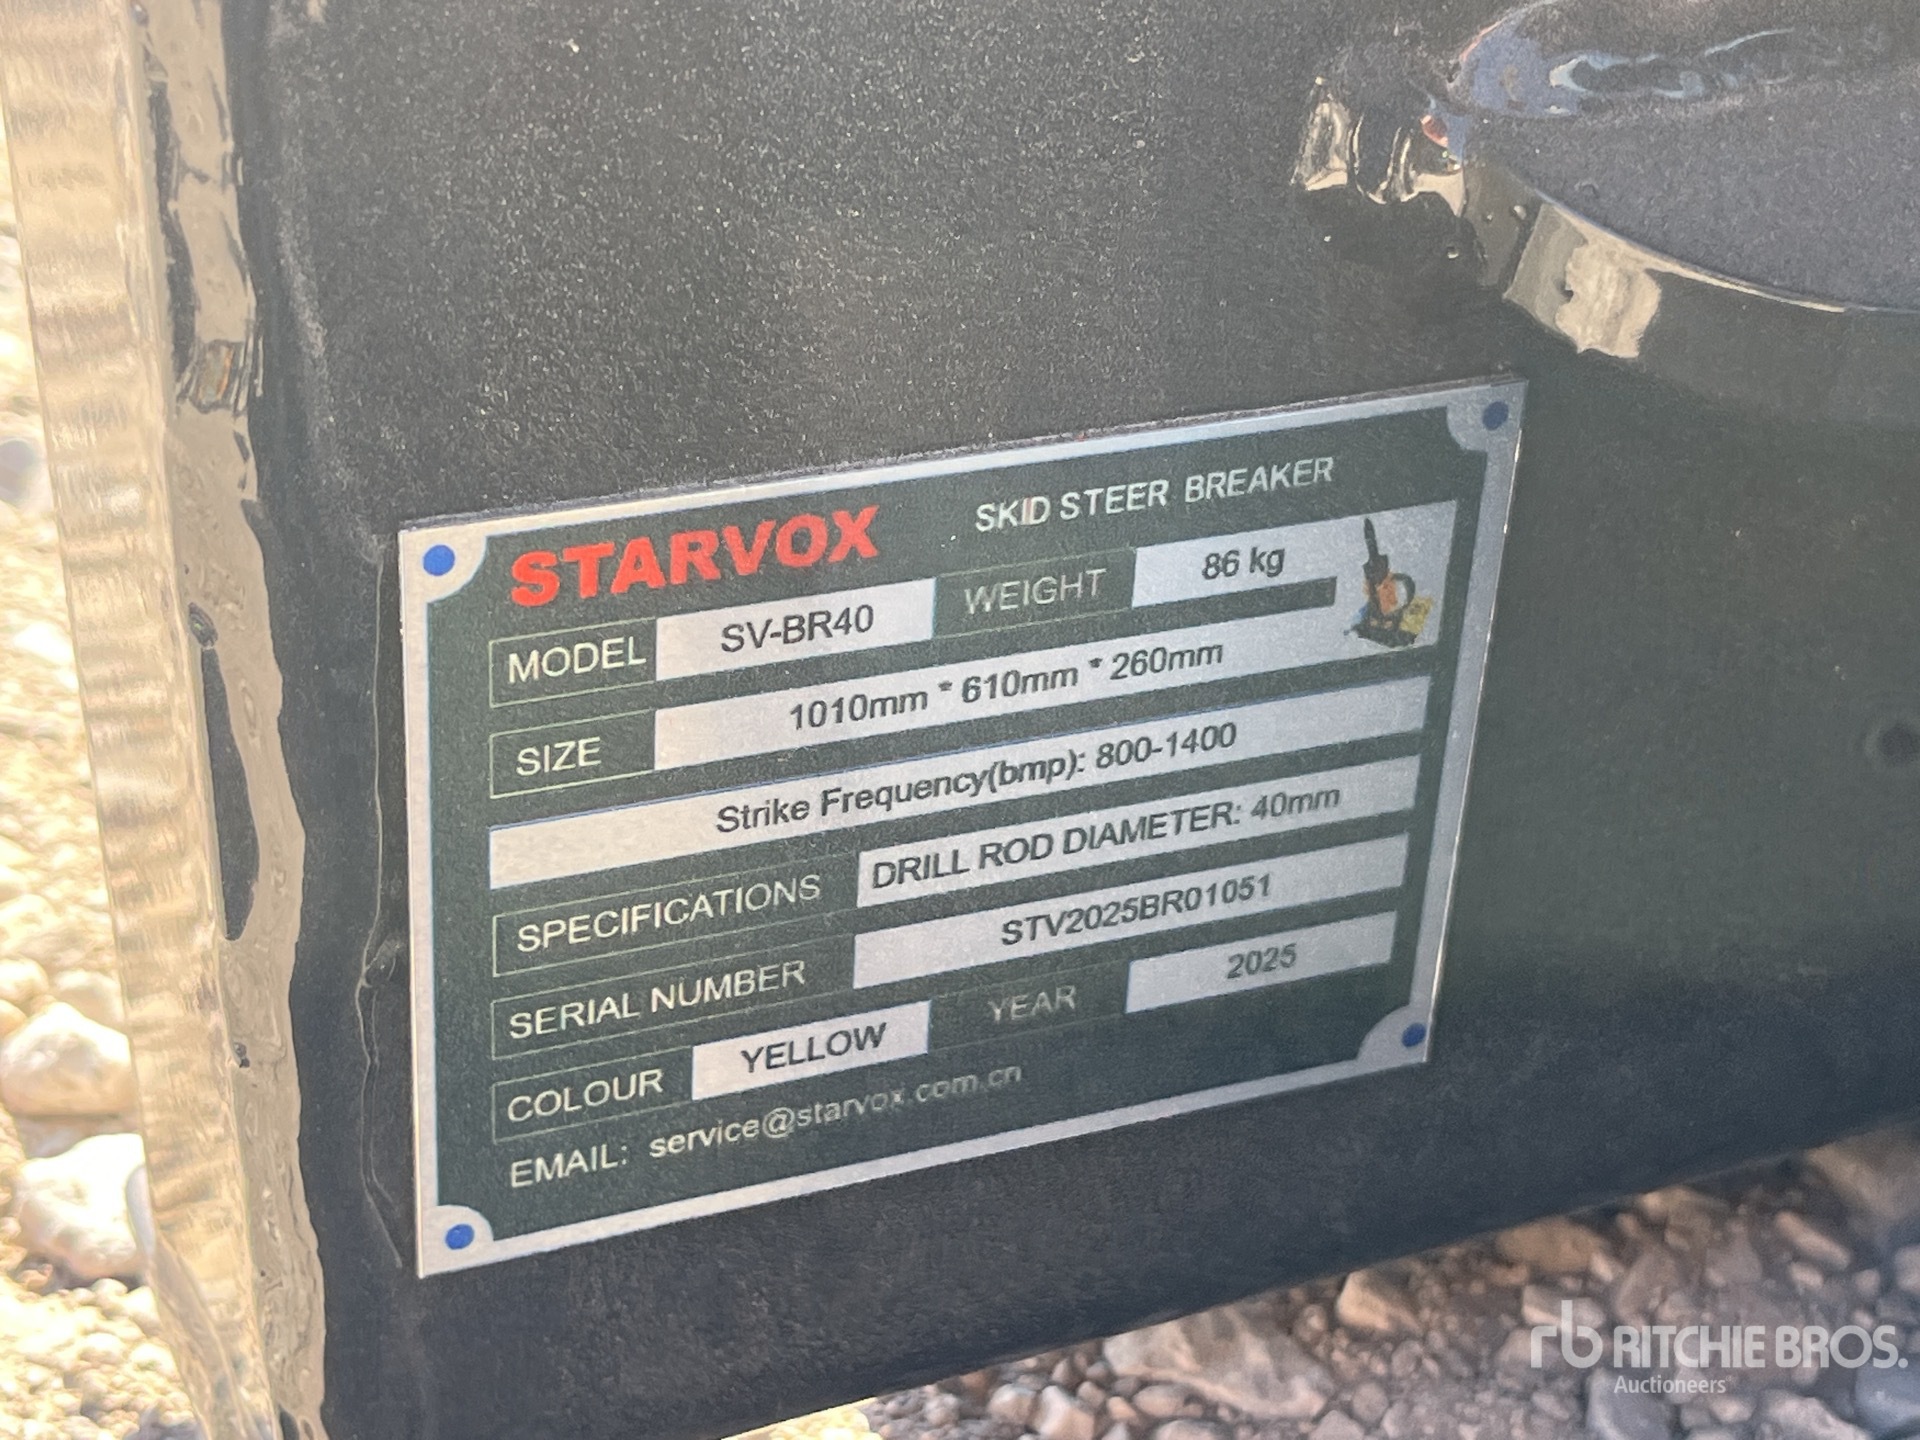 STARVOX SKID STEER BREAKER
MODEL SV-BR40 WEIGHT 86 kg
SIZE 1010mm * 610mm * 260mm
Strike Frequency(bmp): 800-1400
SPECIFICATIONS DRILL ROD DIAMETER: 40mm
SERIAL NUMBER STV2025BR01051
COLOUR YELLOW YEAR 2025
EMAIL: service@starvox.com.cn
rb RITCHIE BROS.
Auctioneers